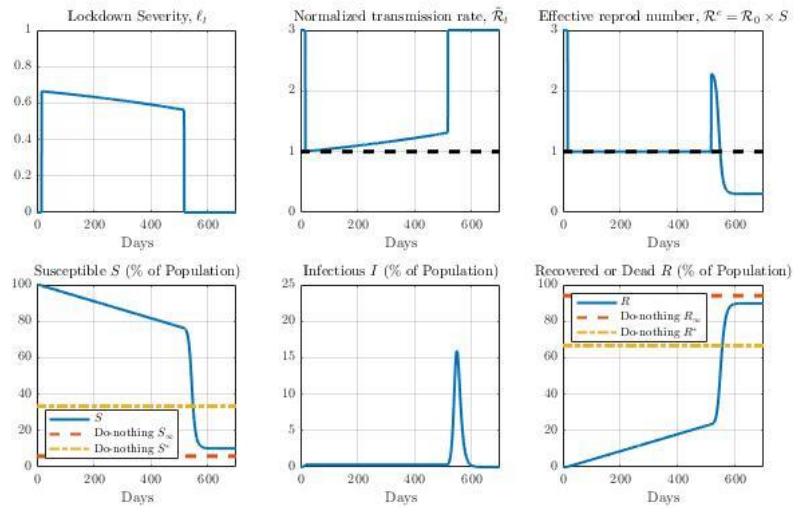 Lockdown Severity, ℓₜ
1
0.8
0.6
0.4
0.2
0
0 200 400 600
Days
Normalized transmission rate, R̃ₜ
3
2
1
0
0 200 400 600
Days
Effective reprod number, Rᵉ = R₀ × S
3
2
1
0
0 200 400 600
Days
Susceptible S (% of Population)
100
80
60
40
20
0
0 200 400 600
Days
S
Do-nothing S∞
Do-nothing S*
Infectious I (% of Population)
25
20
15
10
5
0
0 200 400 600
Days
Recovered or Dead R (% of Population)
100
80
60
40
20
0
0 200 400 600
Days
R
Do-nothing R∞
Do-nothing R*